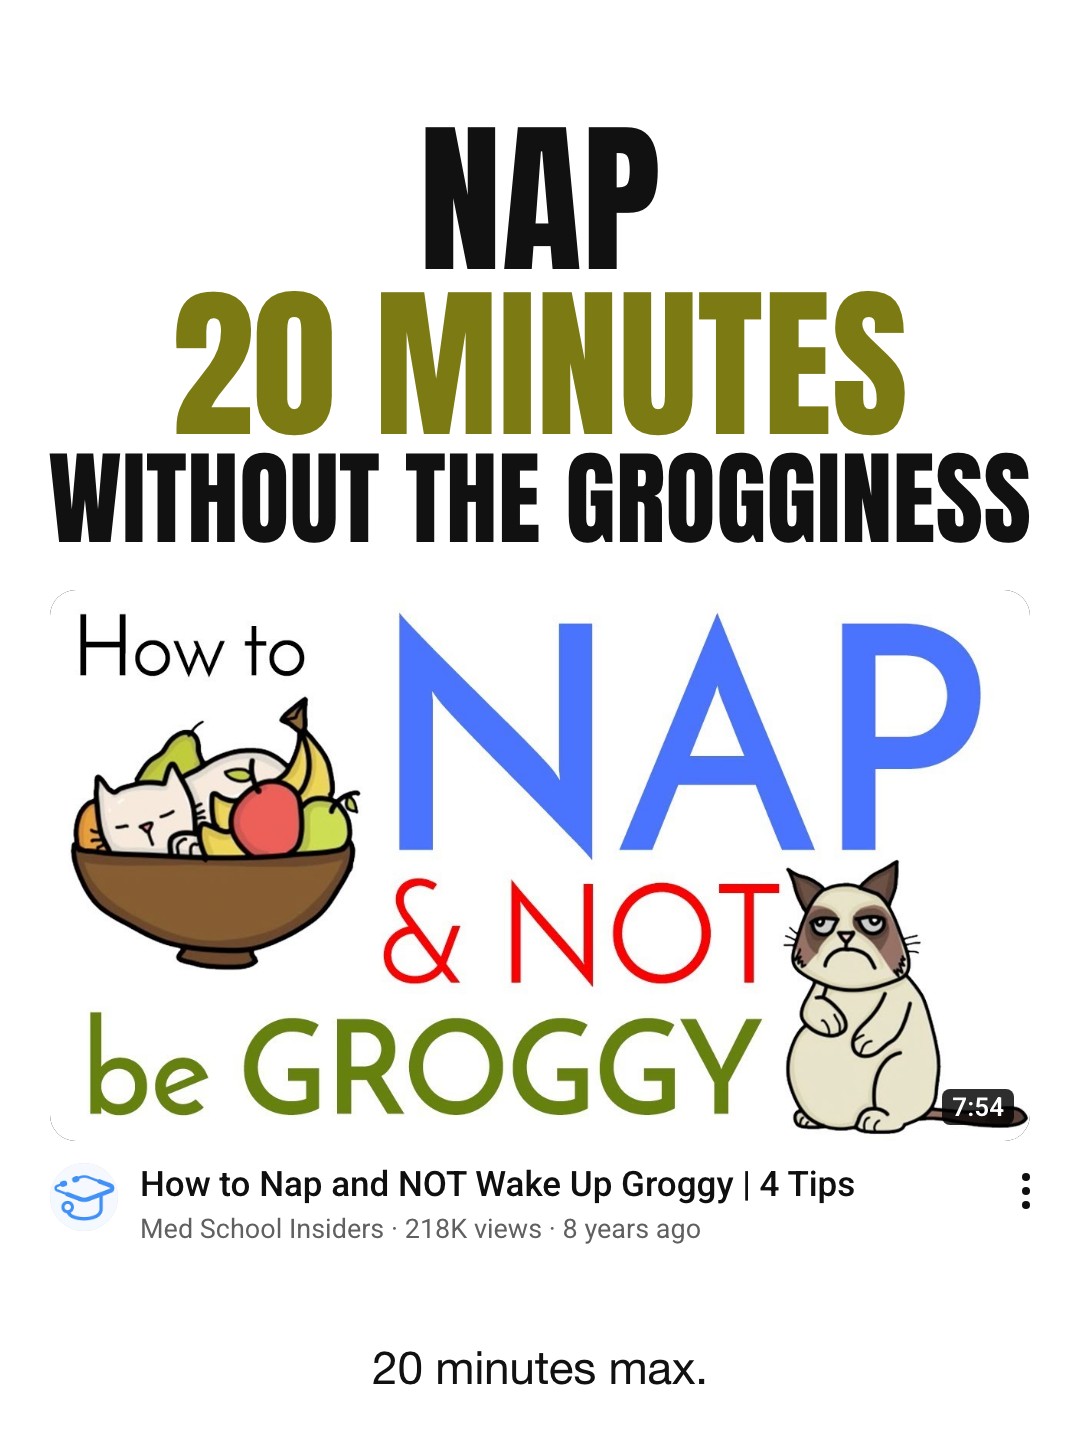 NAP
20 MINUTES
WITHOUT THE GROGGINESS
How to NAP
& NOT
be GROGGY
7:54
How to Nap and NOT Wake Up Groggy | 4 Tips
Med School Insiders · 218K views · 8 years ago
20 minutes max.